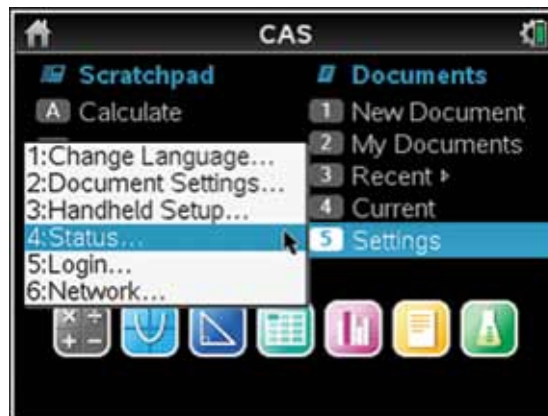 CAS
Scratchpad
A Calculate
Documents
1 New Document
2 My Documents
3 Recent ▸
4 Current
5 Settings
1:Change Language...
2:Document Settings...
3:Handheld Setup...
4:Status...
5:Login...
6:Network...